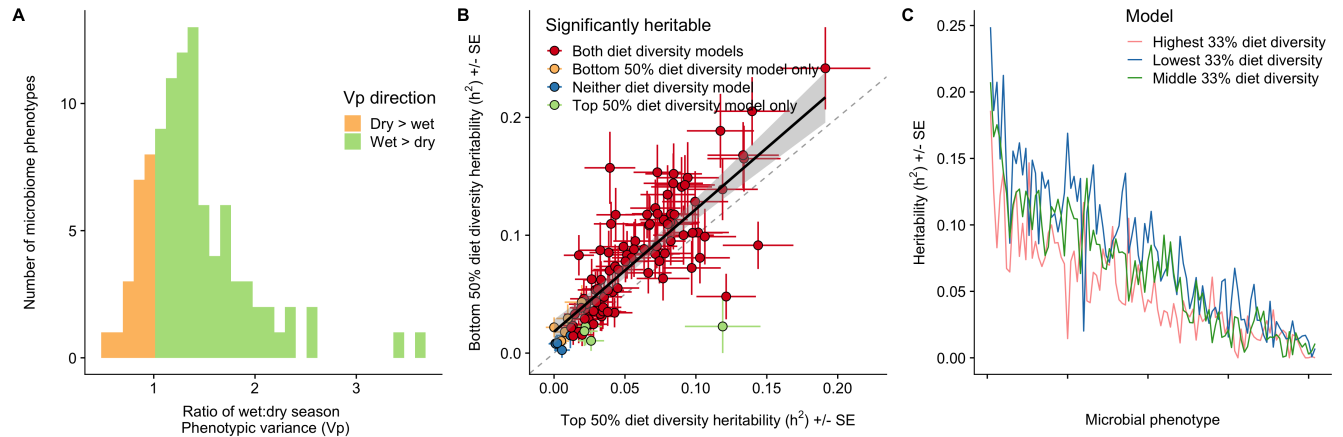 A
Number of microbiome phenotypes
10
5
0
1
2
3
Ratio of wet:dry season
Phenotypic variance (Vp)
Vp direction
Dry > wet
Wet > dry
B
Bottom 50% diet diversity heritability (h²) +/- SE
0.2
0.1
0.0
0.00
0.05
0.10
0.15
0.20
Top 50% diet diversity heritability (h²) +/- SE
Significantly heritable
Both diet diversity models
Bottom 50% diet diversity model only
Neither diet diversity model
Top 50% diet diversity model only
C
Heritability (h²) +/- SE
0.25
0.20
0.15
0.10
0.05
0.00
Microbial phenotype
Model
Highest 33% diet diversity
Lowest 33% diet diversity
Middle 33% diet diversity